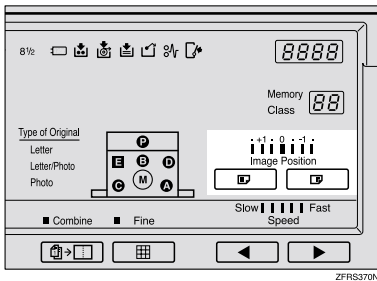 8½
8888
Memory
Class 88
Type of Original
Letter
Letter/Photo
Photo
P
E B D
C M A
+1 0 -1
Image Position
Combine Fine
Slow Fast
Speed
ZFRS370N